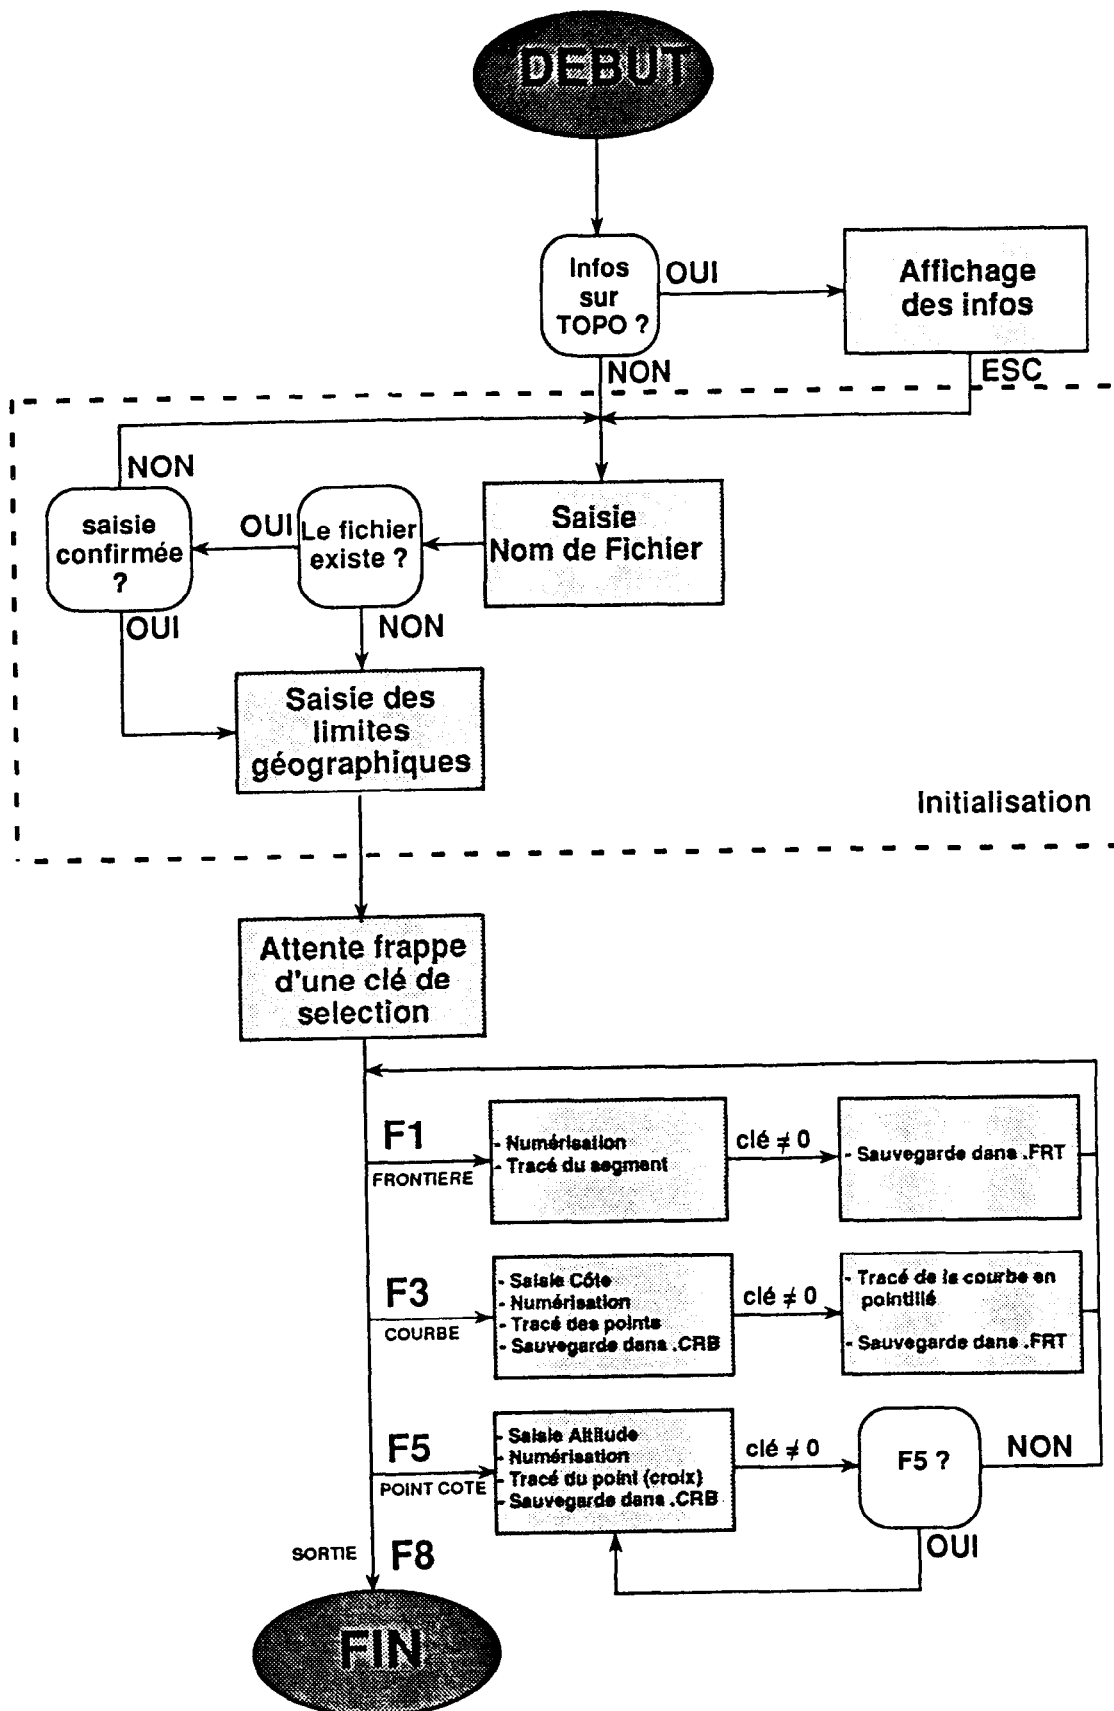 DEBUT
Infos
sur
TOPO ?
OUI
Affichage
des infos
NON
ESC
NON
saisie
confirmée
?
OUI
Le fichier
existe ?
Saisie
Nom de Fichier
OUI
NON
Saisie des
limites
géographiques
Initialisation
Attente frappe
d'une clé de
selection
F1
FRONTIERE
- Numérisation
- Tracé du segment
clé ≠ 0
- Sauvegarde dans .FRT
F3
COURBE
- Saisie Côte
- Numérisation
- Tracé des points
- Sauvegarde dans .CRB
clé ≠ 0
- Tracé de la courbe en
pointillé
- Sauvegarde dans .FRT
F5
POINT COTE
- Saisie Altitude
- Numérisation
- Tracé du point (croix)
- Sauvegarde dans .CRB
clé ≠ 0
F5 ?
NON
OUI
SORTIE
F8
FIN